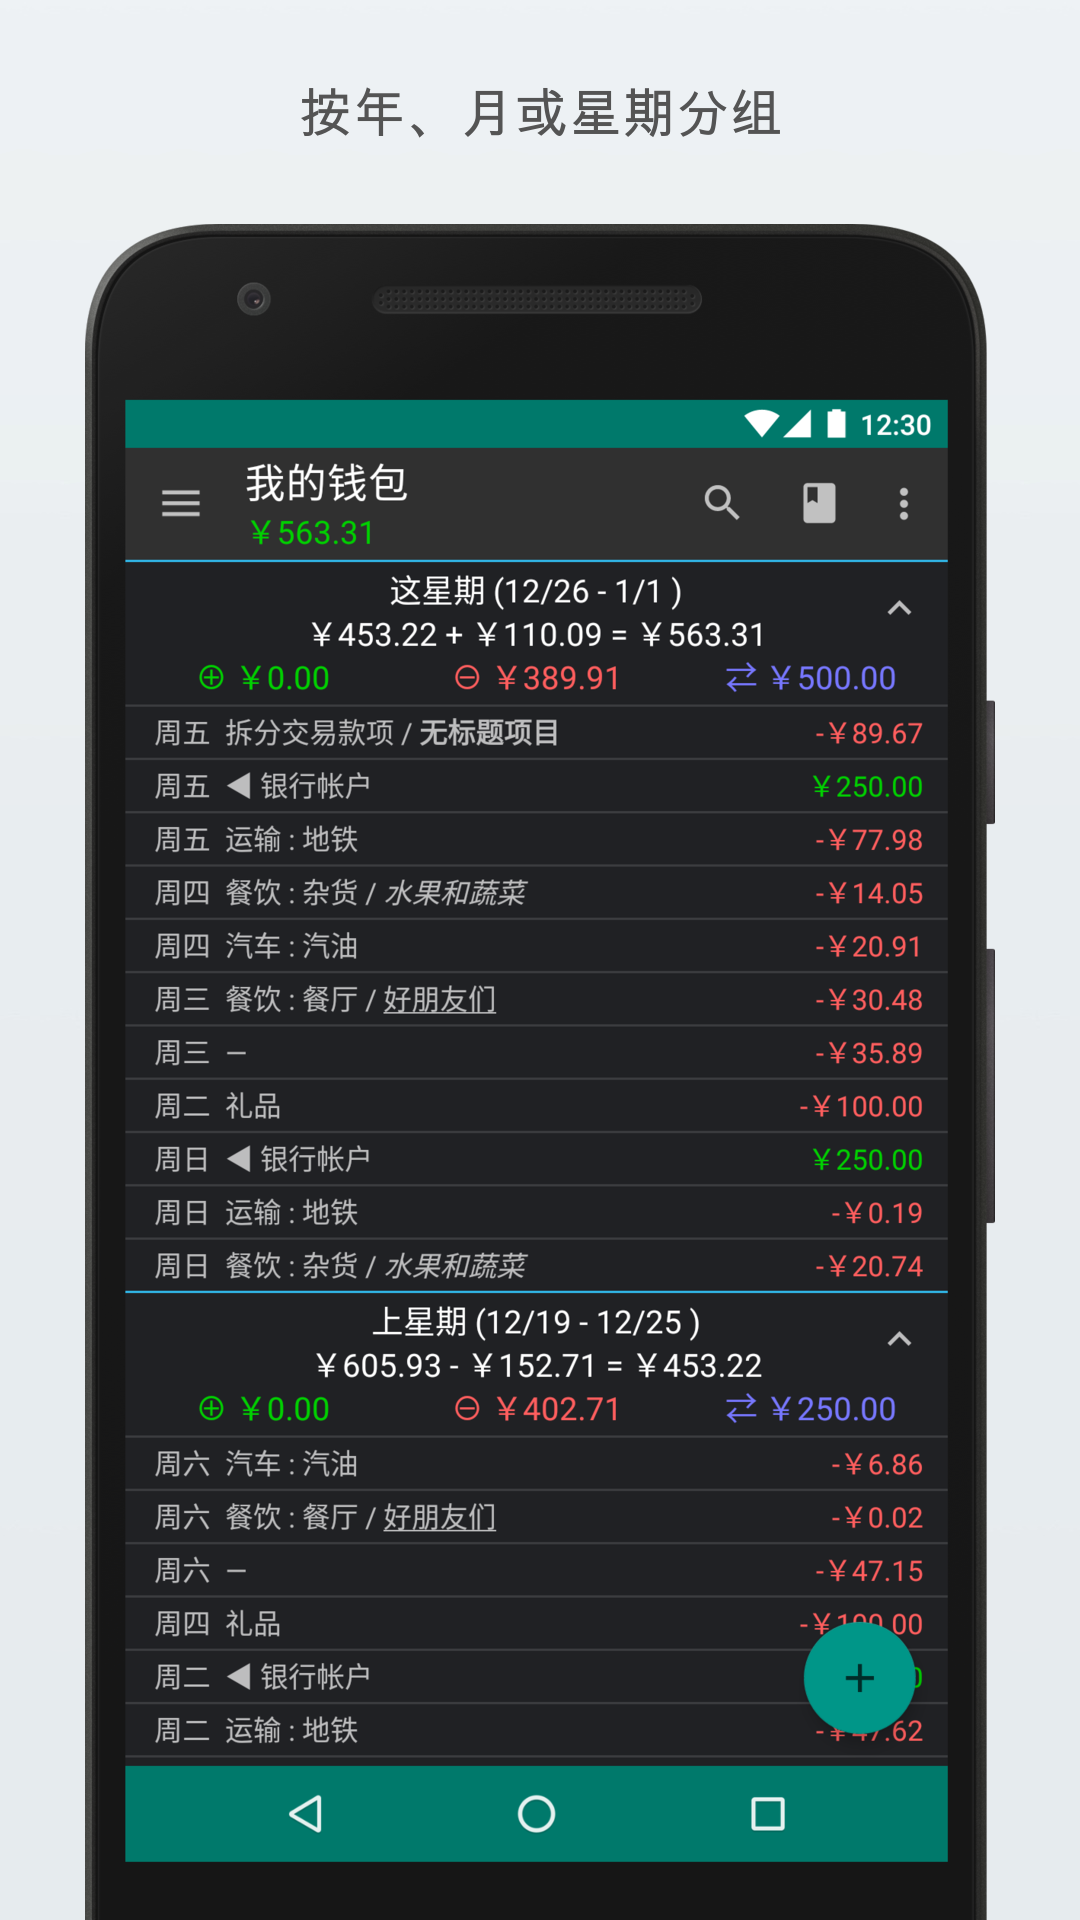 按年、月或星期分组
12:30
我的钱包
¥563.31
这星期 (12/26 - 1/1 )
¥453.22 + ¥110.09 = ¥563.31
¥0.00 ¥389.91 ¥500.00
周五 拆分交易款项 / 无标题项目 -¥89.67
周五 ◀ 银行帐户 ¥250.00
周五 运输 : 地铁 -¥77.98
周四 餐饮 : 杂货 / 水果和蔬菜 -¥14.05
周四 汽车 : 汽油 -¥20.91
周三 餐饮 : 餐厅 / 好朋友们 -¥30.48
周三 — -¥35.89
周二 礼品 -¥100.00
周日 ◀ 银行帐户 ¥250.00
周日 运输 : 地铁 -¥0.19
周日 餐饮 : 杂货 / 水果和蔬菜 -¥20.74
上星期 (12/19 - 12/25 )
¥605.93 - ¥152.71 = ¥453.22
¥0.00 ¥402.71 ¥250.00
周六 汽车 : 汽油 -¥6.86
周六 餐饮 : 餐厅 / 好朋友们 -¥0.02
周六 — -¥47.15
周四 礼品 -¥100.00
周二 ◀ 银行帐户
周二 运输 : 地铁 -¥47.62